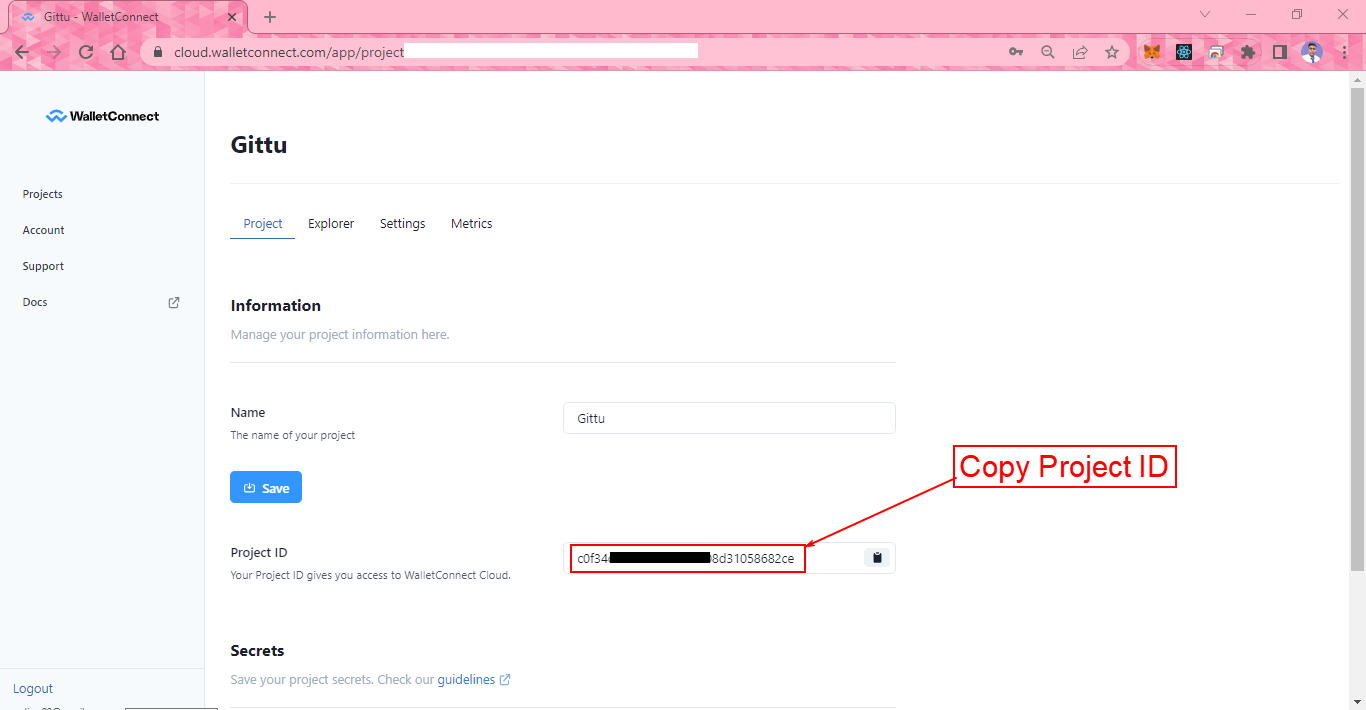 Gittu - WalletConnect
cloud.walletconnect.com/app/project
WalletConnect
Projects
Account
Support
Docs
Logout
Gittu
Project Explorer Settings Metrics
Information
Manage your project information here.
Name
The name of your project
Gittu
Save
Copy Project ID
Project ID
Your Project ID gives you access to WalletConnect Cloud.
c0f34 8d31058682ce
Secrets
Save your project secrets. Check our guidelines